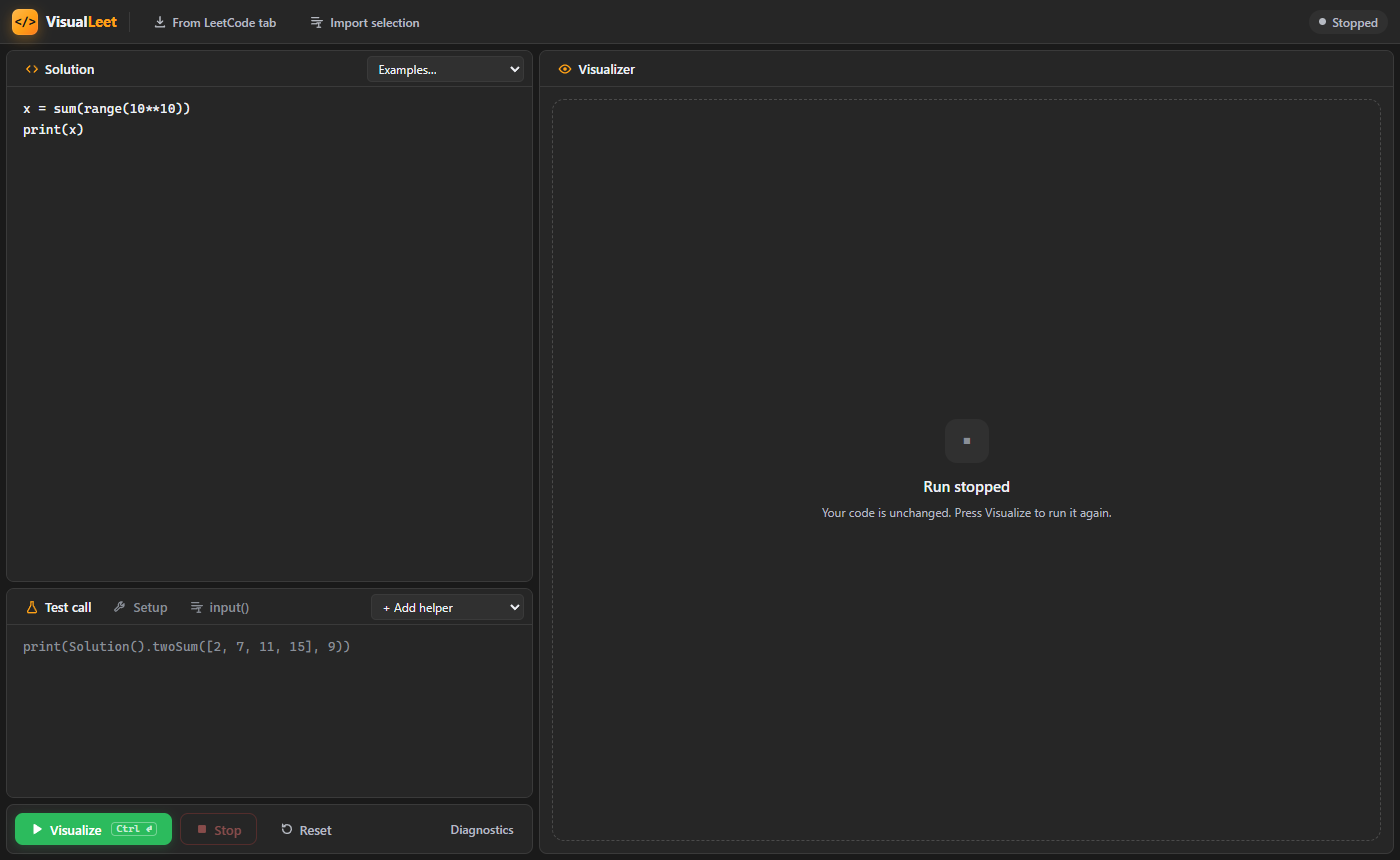 </> VisualLeet
From LeetCode tab
Import selection
Stopped
Solution
Examples...
x = sum(range(10**10))
print(x)
Visualizer
Run stopped
Your code is unchanged. Press Visualize to run it again.
Test call
Setup
input()
+ Add helper
print(Solution().twoSum([2, 7, 11, 15], 9))
Visualize Ctrl ⏎
Stop
Reset
Diagnostics